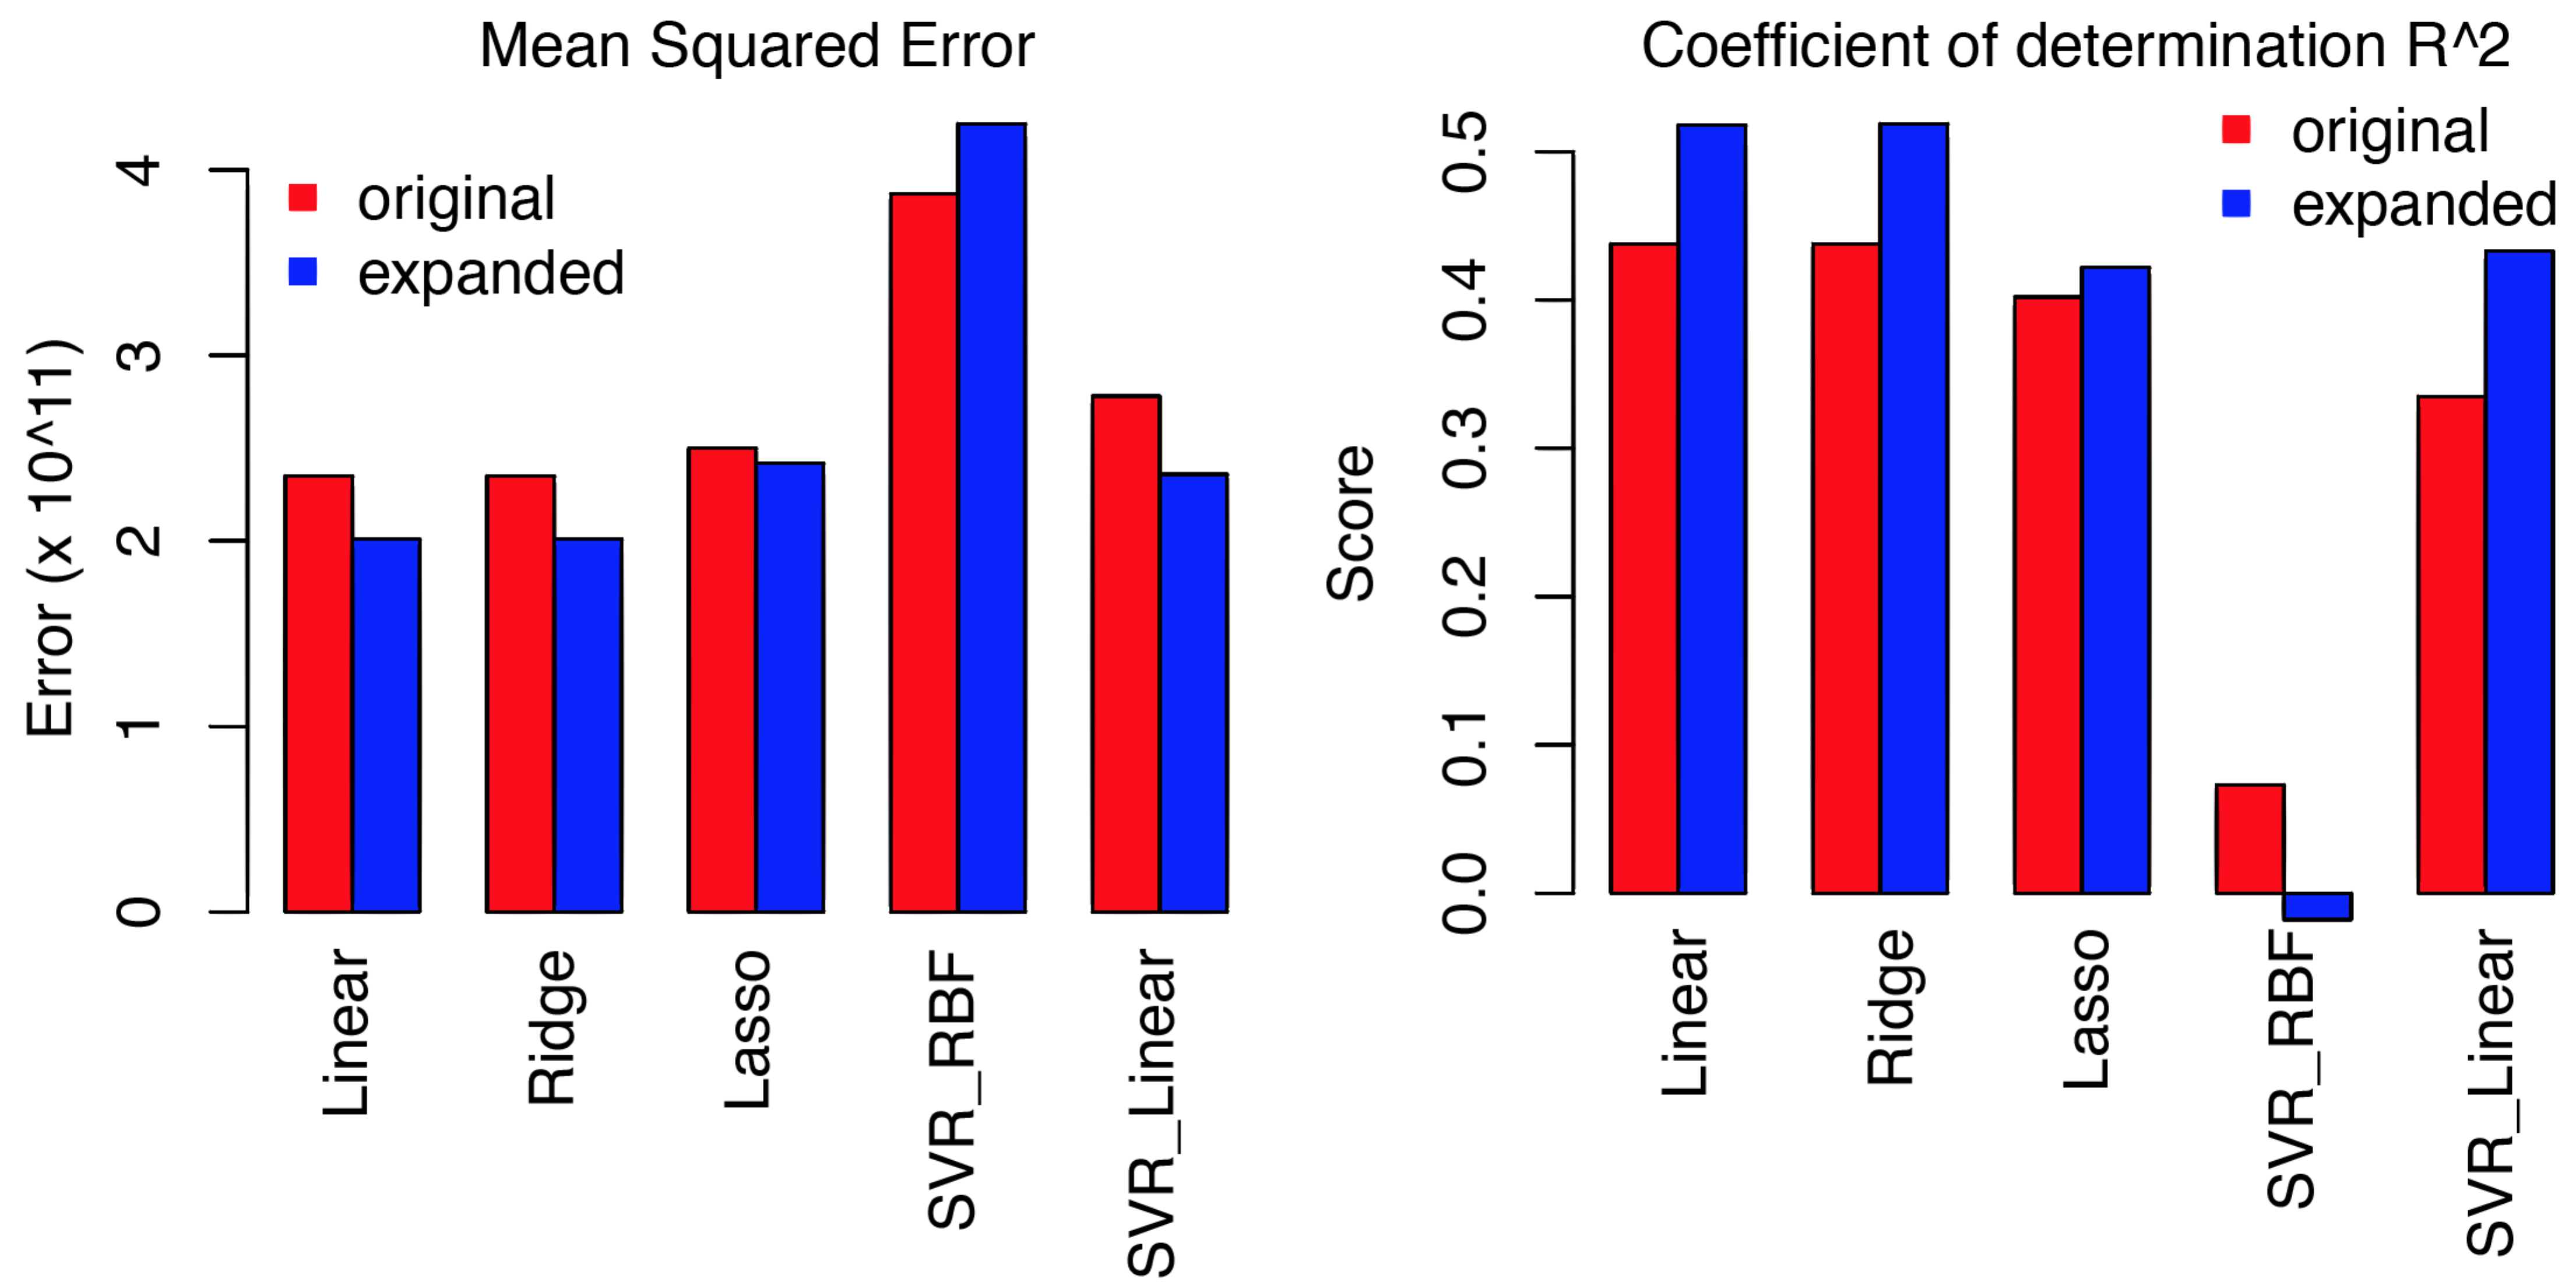 Mean Squared Error
original
expanded
Error (x 10^11)
4
3
2
1
0
Linear
Ridge
Lasso
SVR_RBF
SVR_Linear
Coefficient of determination R^2
original
expanded
Score
0.5
0.4
0.3
0.2
0.1
0.0
Linear
Ridge
Lasso
SVR_RBF
SVR_Linear